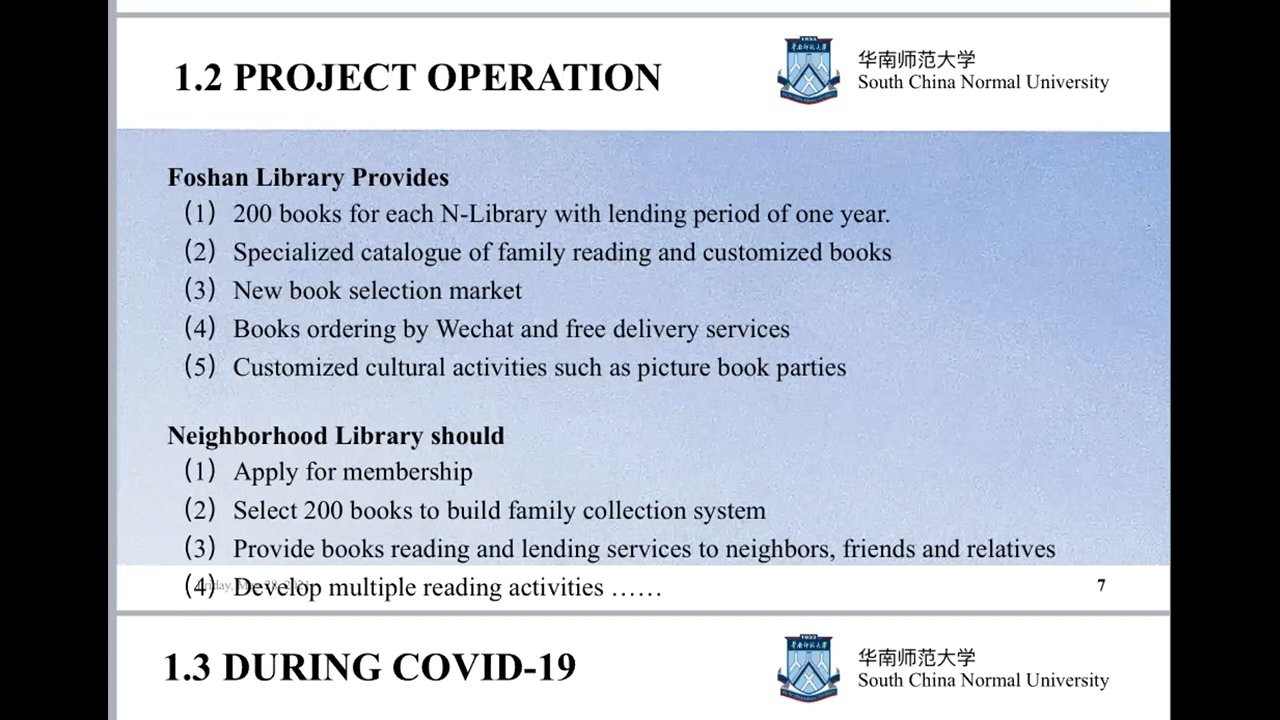 1.2 PROJECT OPERATION
华南师范大学
South China Normal University
Foshan Library Provides
(1) 200 books for each N-Library with lending period of one year.
(2) Specialized catalogue of family reading and customized books
(3) New book selection market
(4) Books ordering by Wechat and free delivery services
(5) Customized cultural activities such as picture book parties
Neighborhood Library should
(1) Apply for membership
(2) Select 200 books to build family collection system
(3) Provide books reading and lending services to neighbors, friends and relatives
(4) Develop multiple reading activities ……
7
1.3 DURING COVID-19
华南师范大学
South China Normal University